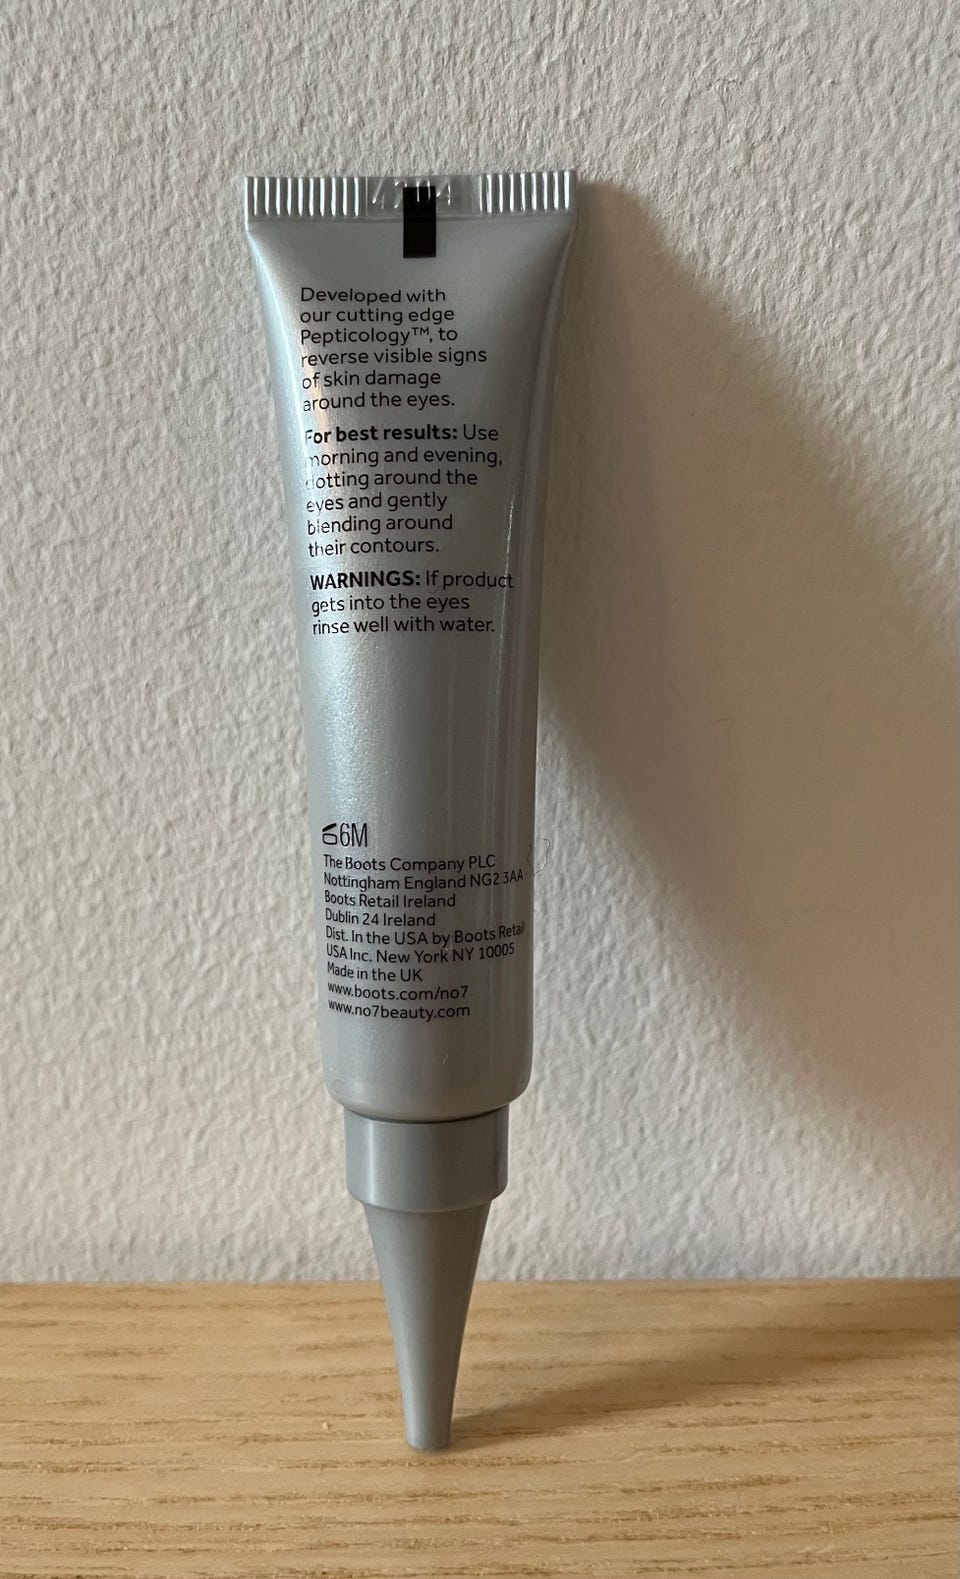 4204
Developed with
our cutting edge
Pepticology™, to
reverse visible signs
of skin damage
around the eyes.
For best results: Use
morning and evening,
dotting around the
eyes and gently
blending around
their contours.
WARNINGS: If product
gets into the eyes
rinse well with water.
6M
The Boots Company PLC
Nottingham England NG2 3AA
Boots Retail Ireland
Dublin 24 Ireland
Dist. In the USA by Boots Retail
USA Inc. New York NY 10005
Made in the UK
www.boots.com/no7
www.no7beauty.com